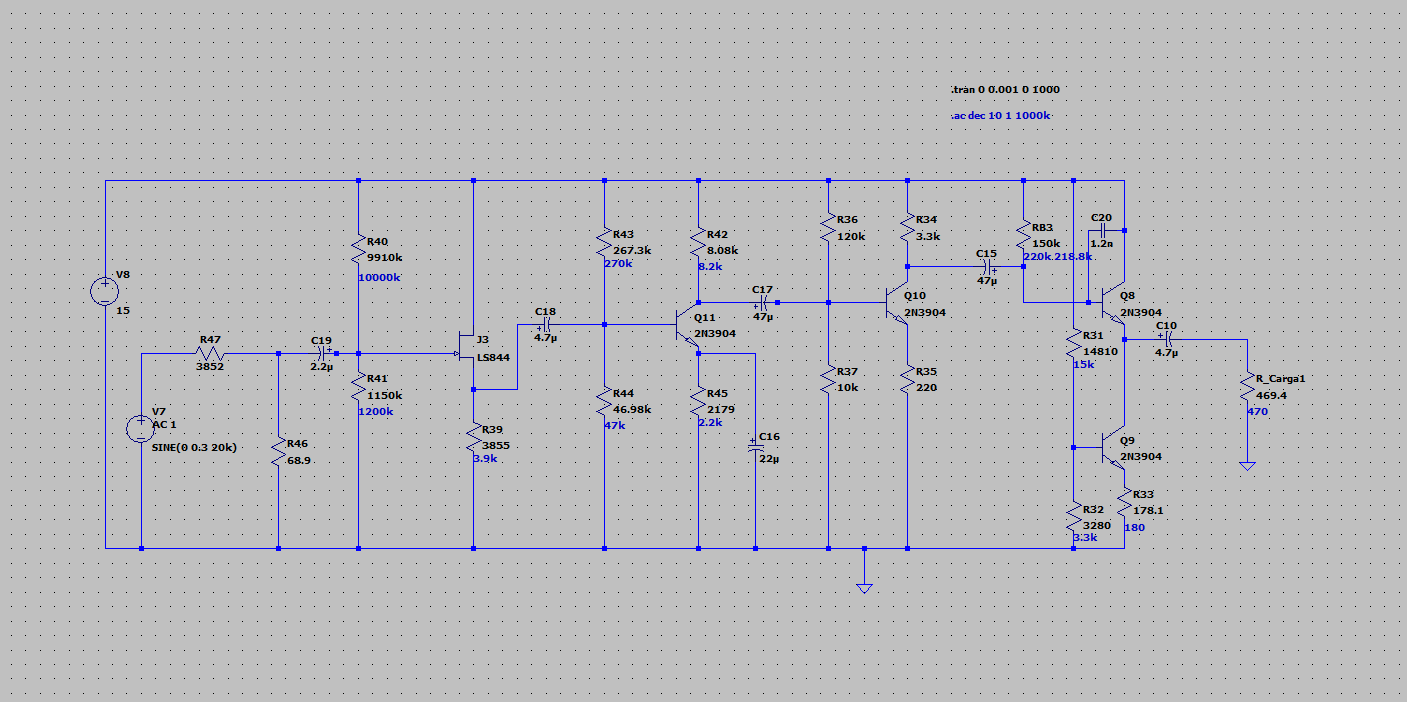 .tran 0 0.001 0 1000
.ac dec 10 1 1000k
V8
15
V7
AC 1
SINE(0 0.3 20k)
R47
3852
R46
68.9
C19
2.2µ
R40
9910k
10000k
R41
1150k
1200k
J3
LS844
R39
3855
3.9k
C18
4.7µ
R43
267.3k
270k
R44
46.98k
47k
R42
8.08k
8.2k
Q11
2N3904
R45
2179
2.2k
C16
22µ
C17
47µ
R36
120k
R37
10k
R34
3.3k
Q10
2N3904
R35
220
C15
47µ
RB3
150k
220k 218.8k
C20
1.2n
Q8
2N3904
R31
14810
15k
C10
4.7µ
R_Carga1
469.4
470
Q9
2N3904
R32
3280
3.3k
R33
178.1
180